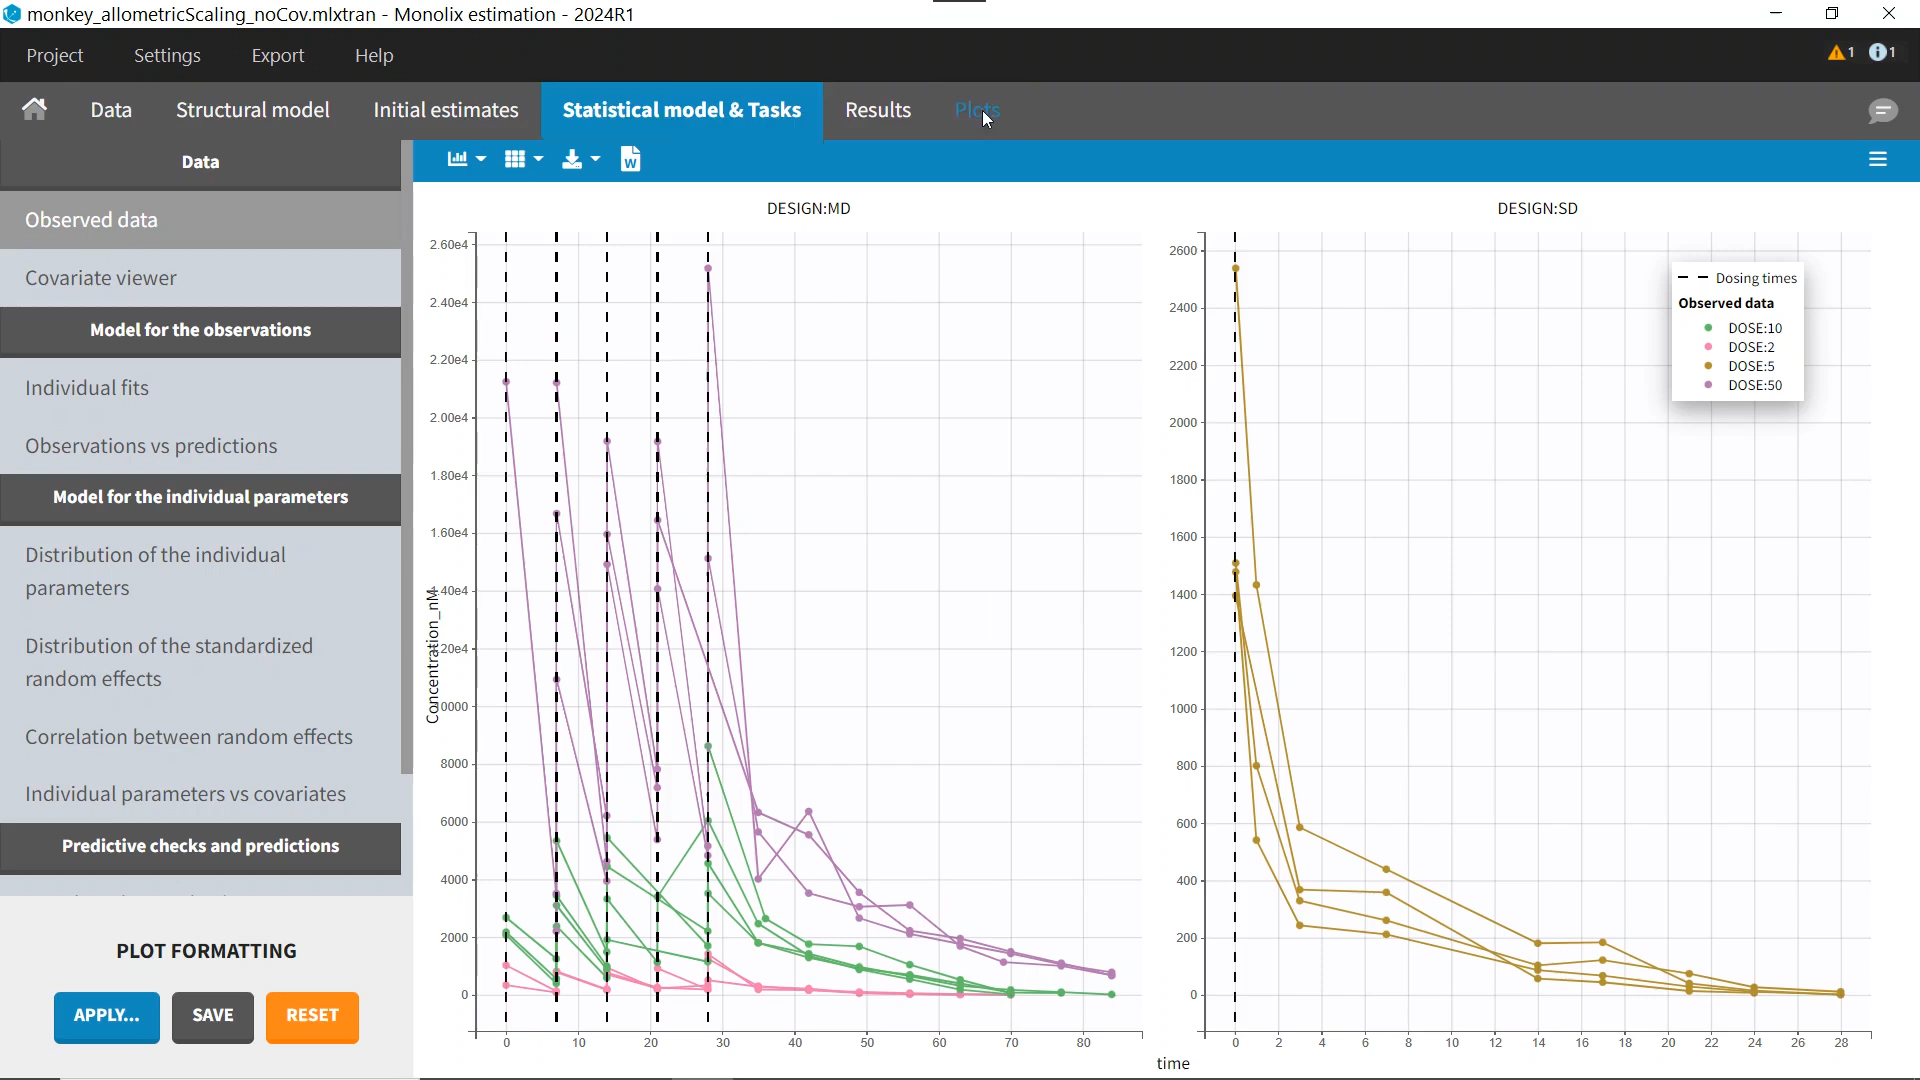 monkey_allometricScaling_noCov.mlxtran - Monolix estimation - 2024R1
Project Settings Export Help
1 1
Data Structural model Initial estimates Statistical model & Tasks Results Plots
Data
Observed data
Covariate viewer
Model for the observations
Individual fits
Observations vs predictions
Model for the individual parameters
Distribution of the individual
parameters
Distribution of the standardized
random effects
Correlation between random effects
Individual parameters vs covariates
Predictive checks and predictions
PLOT FORMATTING
APPLY... SAVE RESET
W
DESIGN:MD
2.60e4
2.40e4
2.20e4
2.00e4
1.80e4
1.60e4
1.40e4
1.20e4
10000
8000
6000
4000
2000
0
Concentration_nM
0 10 20 30 40 50 60 70 80
DESIGN:SD
2600
2400
2200
2000
1800
1600
1400
1200
1000
800
600
400
200
0
0 2 4 6 8 10 12 14 16 18 20 22 24 26 28
Dosing times
Observed data
DOSE:10
DOSE:2
DOSE:5
DOSE:50
time